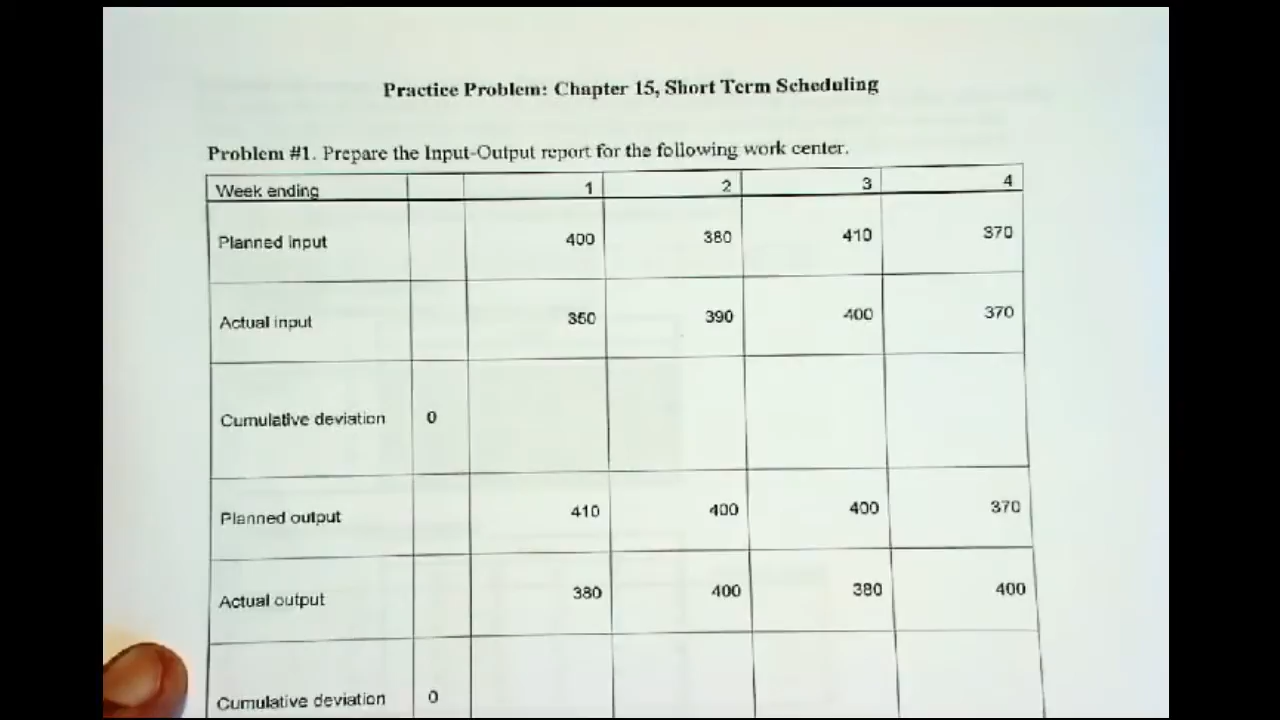 Practice Problem: Chapter 15, Short Term Scheduling
Problem #1. Prepare the Input-Output report for the following work center.
Week ending 1 2 3 4
Planned input 400 380 410 370
Actual input 350 390 400 370
Cumulative deviation 0
Planned output 410 400 400 370
Actual output 380 400 380 400
Cumulative deviation 0